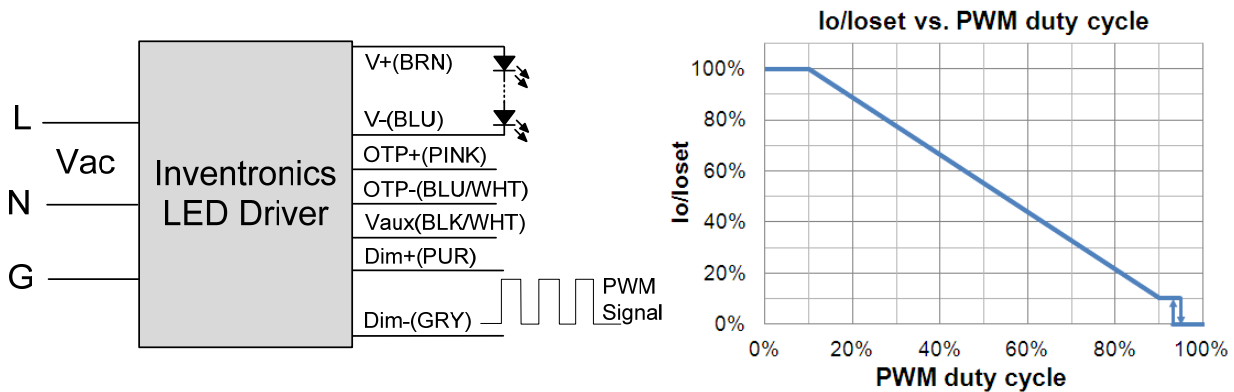 L
Vac
N
G
Inventronics
LED Driver
V+(BRN)
V-(BLU)
OTP+(PINK)
OTP-(BLU/WHT)
Vaux(BLK/WHT)
Dim+(PUR)
PWM
Signal
Dim-(GRY)
Io/Ioset vs. PWM duty cycle
Io/Ioset
100%
80%
60%
40%
20%
0%
0% 20% 40% 60% 80% 100%
PWM duty cycle